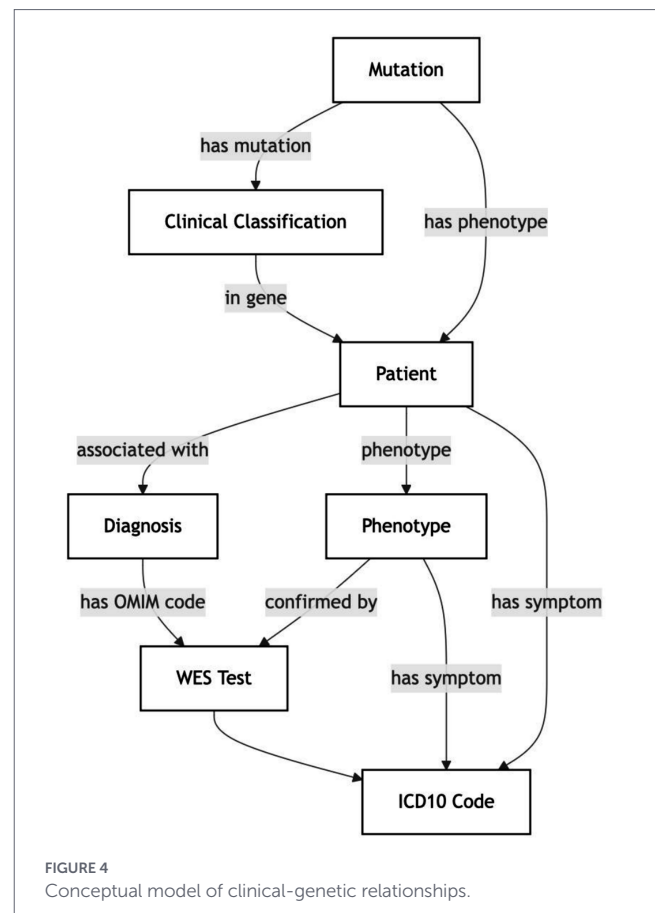 Mutation
has mutation
Clinical Classification
has phenotype
in gene
Patient
associated with
phenotype
Diagnosis
Phenotype
has OMIM code
confirmed by
has symptom
WES Test
has symptom
ICD10 Code
FIGURE 4
Conceptual model of clinical-genetic relationships.